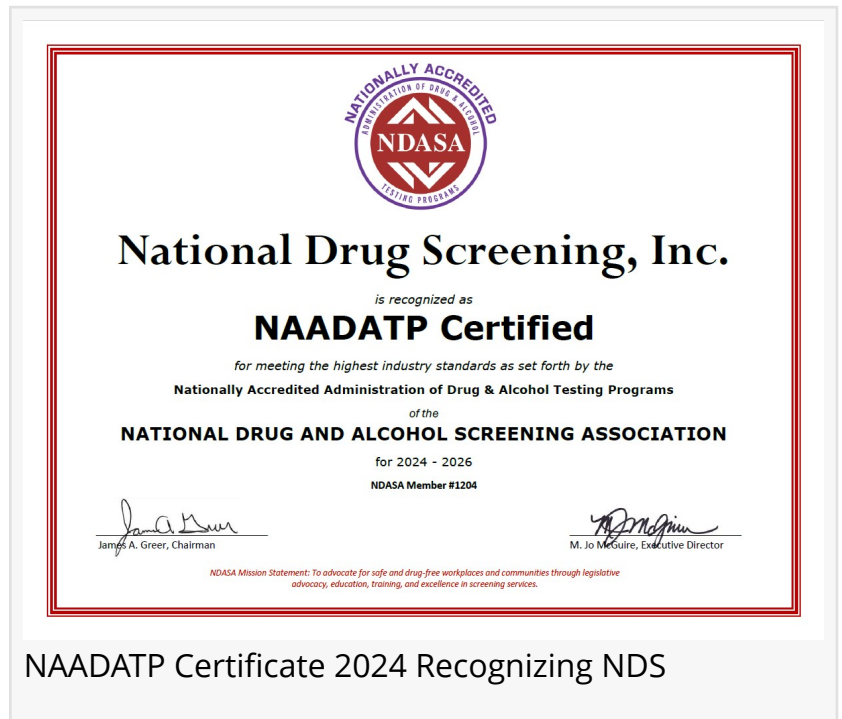 NATIONALLY ACCREDITED
ADMINISTRATION OF DRUG & ALCOHOL
NDASA
TESTING PROGRAMS
National Drug Screening, Inc.
is recognized as
NAADATP Certified
for meeting the highest industry standards as set forth by the
Nationally Accredited Administration of Drug & Alcohol Testing Programs
of the
NATIONAL DRUG AND ALCOHOL SCREENING ASSOCIATION
for 2024 - 2026
NDASA Member #1204
James A. Greer, Chairman
M. Jo McGuire, Executive Director
NDASA Mission Statement: To advocate for safe and drug-free workplaces and communities through legislative
advocacy, education, training, and excellence in screening services.
NAADATP Certificate 2024 Recognizing NDS